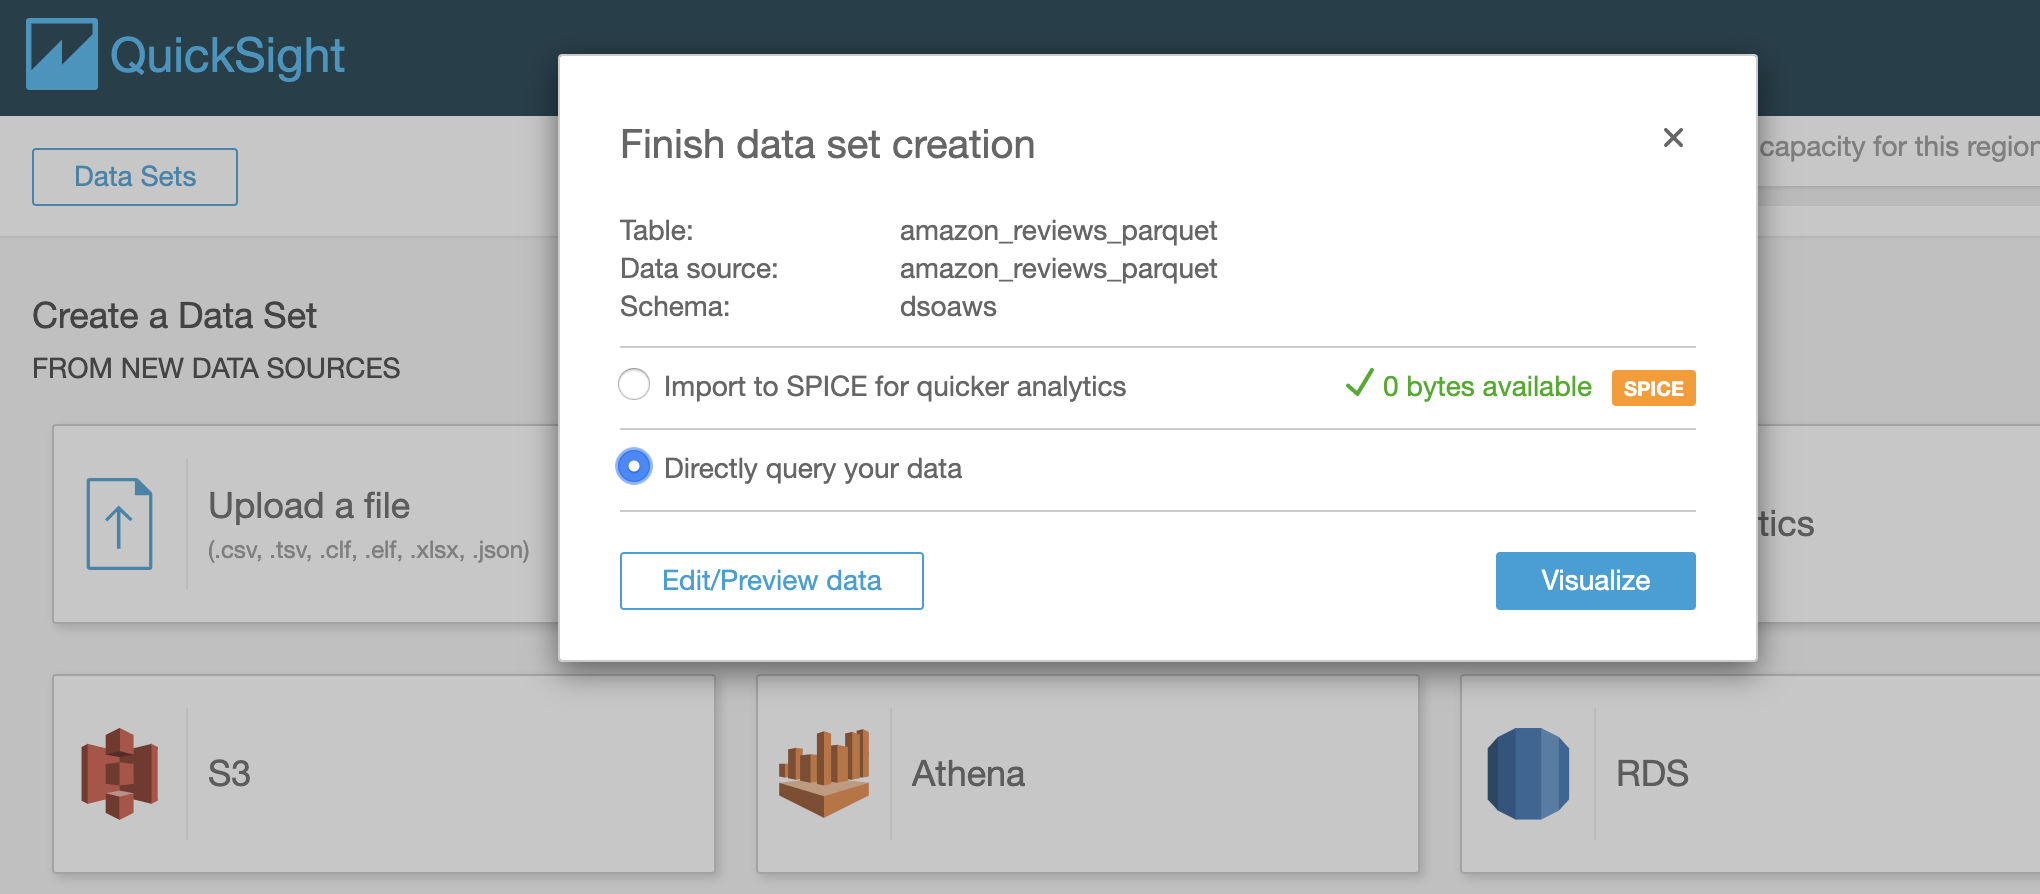 QuickSight
Data Sets
capacity for this region
Create a Data Set
FROM NEW DATA SOURCES
Upload a file
(.csv, .tsv, .clf, .elf, .xlsx, .json)
Finish data set creation
Table: amazon_reviews_parquet
Data source: amazon_reviews_parquet
Schema: dsoaws
Import to SPICE for quicker analytics 0 bytes available SPICE
Directly query your data
Edit/Preview data Visualize
tics
S3
Athena
RDS